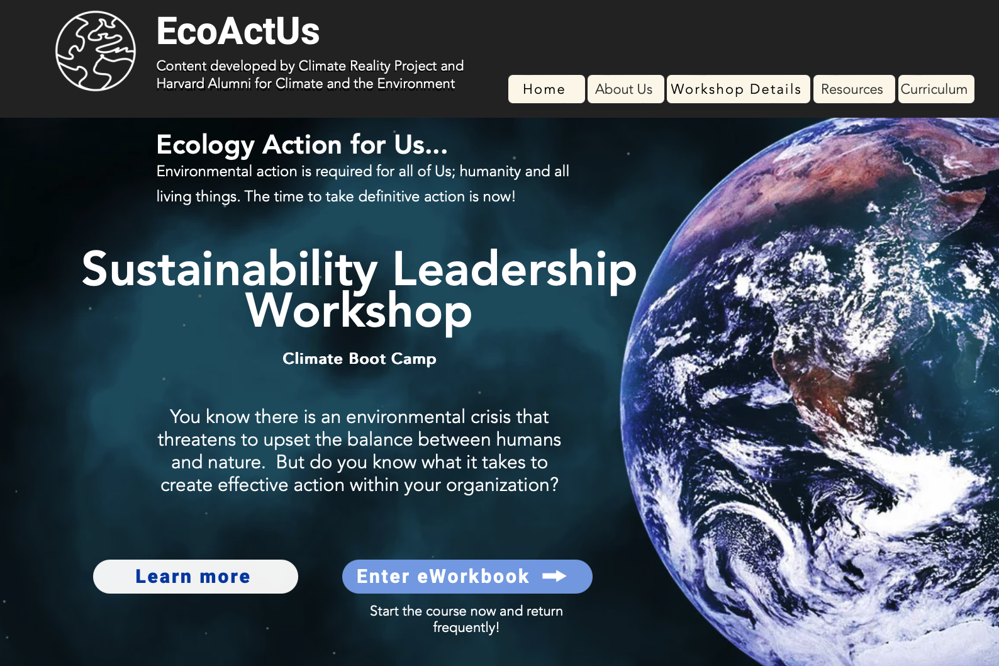 EcoActUs
Content developed by Climate Reality Project and
Harvard Alumni for Climate and the Environment
Home
About Us
Workshop Details
Resources
Curriculum
Ecology Action for Us...
Environmental action is required for all of Us; humanity and all
living things. The time to take definitive action is now!
Sustainability Leadership
Workshop
Climate Boot Camp
You know there is an environmental crisis that
threatens to upset the balance between humans
and nature.  But do you know what it takes to
create effective action within your organization?
Learn more
Enter eWorkbook
Start the course now and return
frequently!